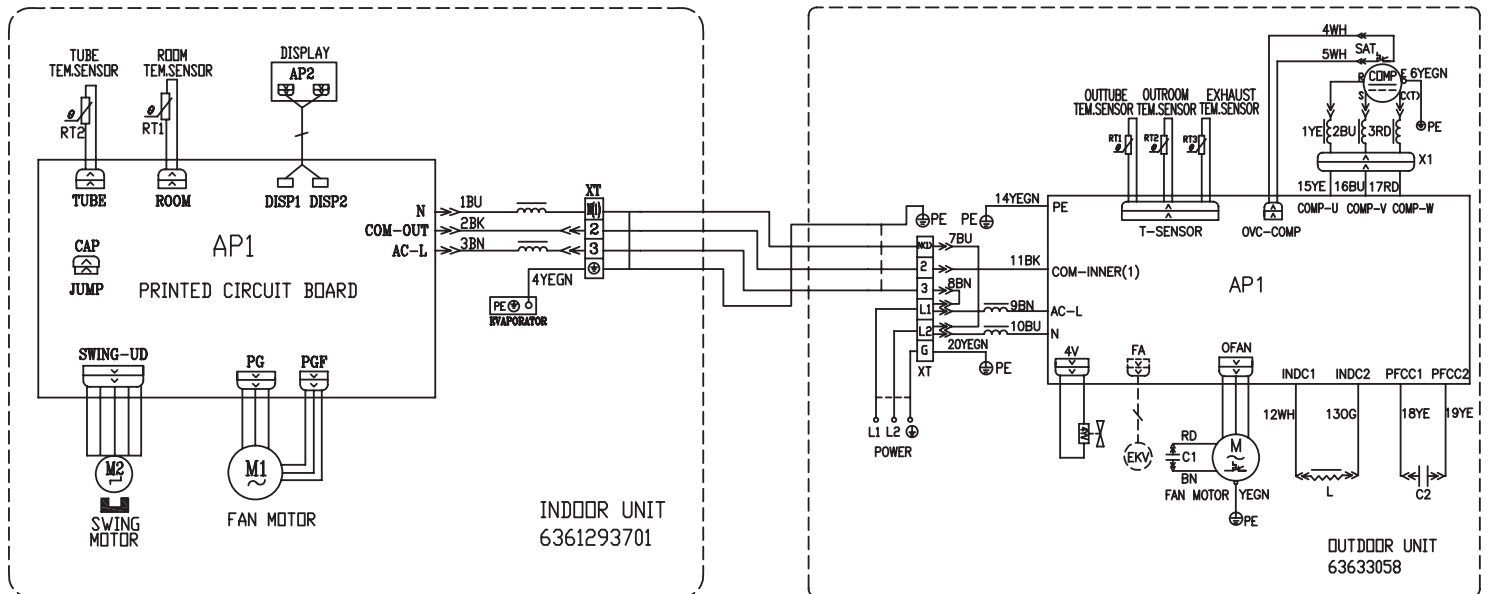 TUBE
TEM.SENSOR
ROOM
TEM.SENSOR
DISPLAY
AP2
θ
RT2
θ
RT1
TUBE
ROOM
DISP1 DISP2
N
COM-OUT
AC-L
1BU
2BK
3BN
XT
N(1)
2
3
4YEGN
PE
EVAPORATOR
CAP
JUMP
AP1
PRINTED CIRCUIT BOARD
SWING-UD
PG
PGF
M2
SWING
MOTOR
M1
~
FAN MOTOR
INDOOR UNIT
6361293701
4WH
5WH
SAT
COMP
R
S
C(T)
6YEGN
PE
OUTTUBE
TEM.SENSOR
OUTROOM
TEM.SENSOR
EXHAUST
TEM.SENSOR
RT1
θ
RT2
θ
RT3
θ
1YE
2BU
3RD
X1
15YE
16BU
17RD
COMP-U
COMP-V
COMP-W
T-SENSOR
OVC-COMP
14YEGN
PE
PE
PE
N(1)
2
3
L1
L2
G
XT
7BU
8BN
9BN
10BU
11BK
20YEGN
PE
COM-INNER(1)
AC-L
N
AP1
L1 L2
POWER
4V
4V
FA
EKV
OFAN
RD
C1
BN
M
~
FAN MOTOR
YEGN
PE
INDC1
INDC2
PFCC1
PFCC2
12WH
13OG
18YE
19YE
L
C2
OUTDOOR UNIT
63633058